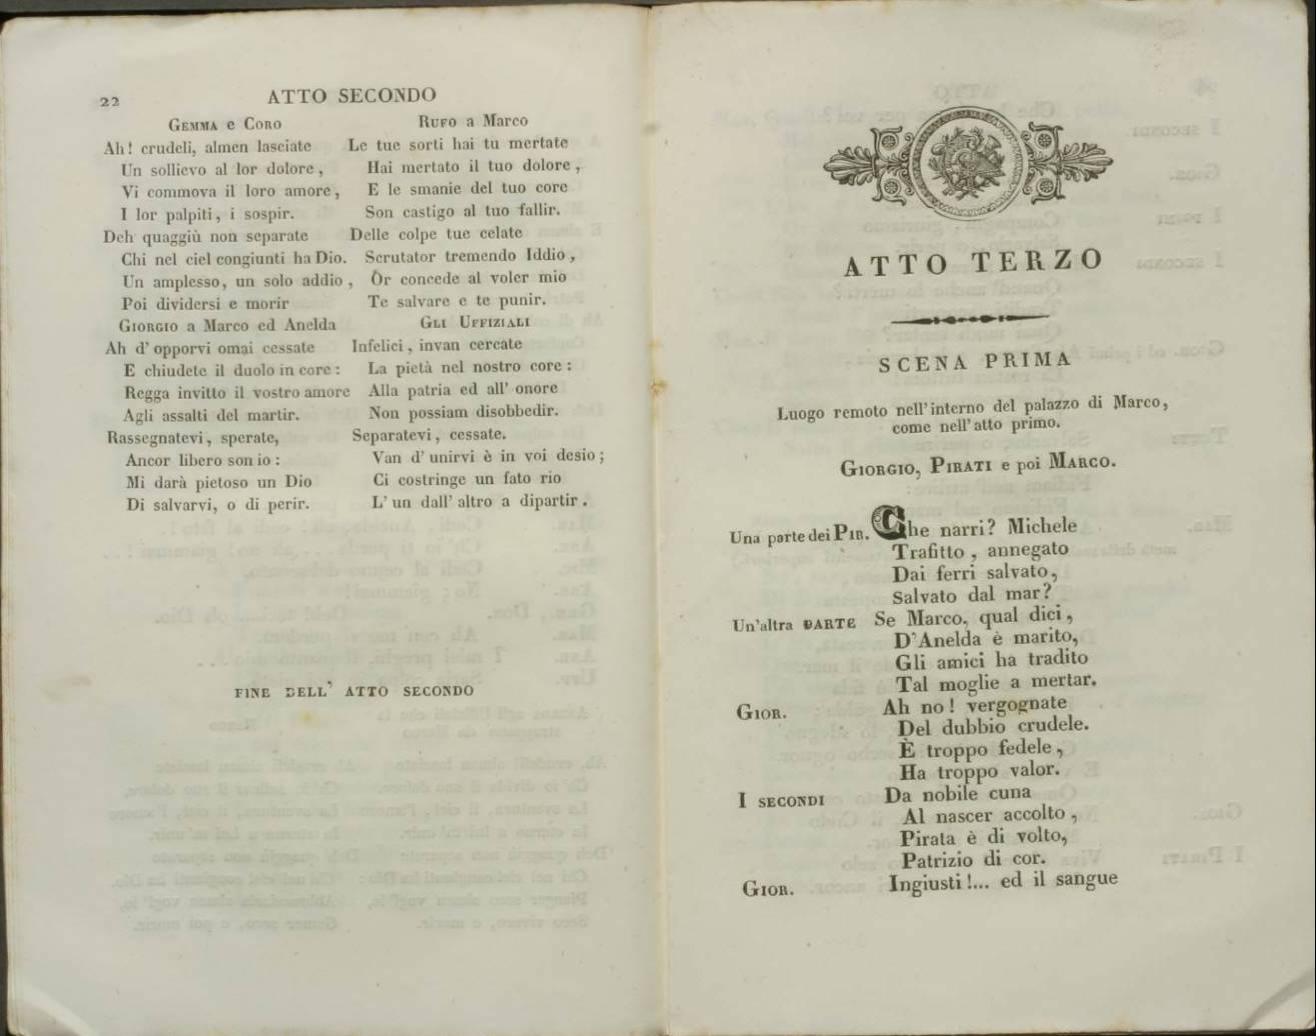 22
ATTO SECONDO
GEMMA e CORO
Ah! crudeli, almen lasciate
Un sollievo al lor dolore,
Vi commova il loro amore,
I lor palpiti, i sospir.
Deh quaggiù non separate
Chi nel ciel congiunti ha Dio.
Un amplesso, un solo addio,
Poi dividersi e morir
GIORGIO a Marco ed Anelda
Ah d'opporvi omai cessate
E chiudete il duolo in core:
Regga invitto il vostro amore
Agli assalti del martir.
Rassegnatevi, sperate,
Ancor libero son io:
Mi darà pietoso un Dio
Di salvarvi, o di perir.
RUFO a Marco
Le tue sorti hai tu mertate
Hai mertato il tuo dolore,
E le smanie del tuo core
Son castigo al tuo fallir.
Delle colpe tue celate
Scrutator tremendo Iddio,
Or concede al voler mio
Te salvare e te punir.
GLI UFFIZIALI
Infelici, invan cercate
La pietà nel nostro core:
Alla patria ed all' onore
Non possiam disobbedir.
Separatevi, cessate.
Van d' unirvi è in voi desio;
Ci costringe un fato rio
L' un dall' altro a dipartir.
FINE DELL' ATTO SECONDO
ATTO TERZO
SCENA PRIMA
Luogo remoto nell'interno del palazzo di Marco,
come nell'atto primo.
GIORGIO, PIRATI e poi MARCO.
Una parte dei PIR. Che narri? Michele
Trafitto, annegato
Dai ferri salvato,
Salvato dal mar?
Un'altra PARTE Se Marco, qual dici,
D'Anelda è marito,
Gli amici ha tradito
Tal moglie a mertar.
GIOR. Ah no! vergognate
Del dubbio crudele.
È troppo fedele,
Ha troppo valor.
I SECONDI Da nobile cuna
Al nascer accolto,
Pirata è di volto,
Patrizio di cor.
GIOR. Ingiusti!... ed il sangue